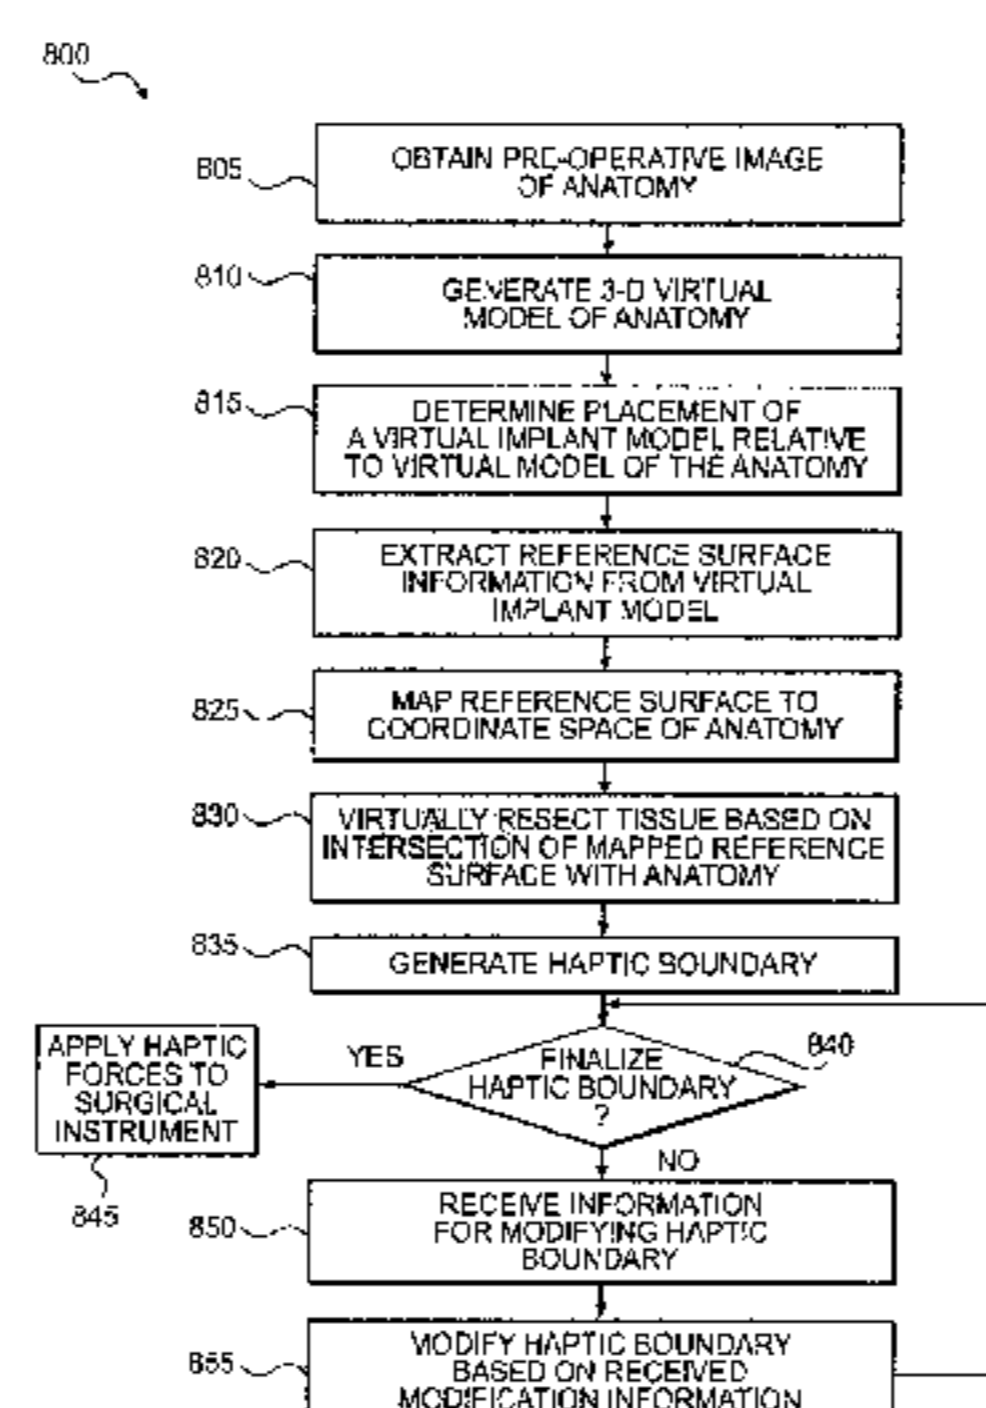 800
805
OBTAIN PRE-OPERATIVE IMAGE
OF ANATOMY
810
GENERATE 3-D VIRTUAL
MODEL OF ANATOMY
815
DETERMINE PLACEMENT OF
A VIRTUAL IMPLANT MODEL RELATIVE
TO VIRTUAL MODEL OF THE ANATOMY
820
EXTRACT REFERENCE SURFACE
INFORMATION FROM VIRTUAL
IMPLANT MODEL
825
MAP REFERENCE SURFACE TO
COORDINATE SPACE OF ANATOMY
830
VIRTUALLY RESECT TISSUE BASED ON
INTERSECTION OF MAPPED REFERENCE
SURFACE WITH ANATOMY
835
GENERATE HAPTIC BOUNDARY
840
FINALIZE
HAPTIC BOUNDARY
?
YES
APPLY HAPTIC
FORCES TO
SURGICAL
INSTRUMENT
845
NO
850
RECEIVE INFORMATION
FOR MODIFYING HAPTIC
BOUNDARY
855
MODIFY HAPTIC BOUNDARY
BASED ON RECEIVED
MODIFICATION INFORMATION